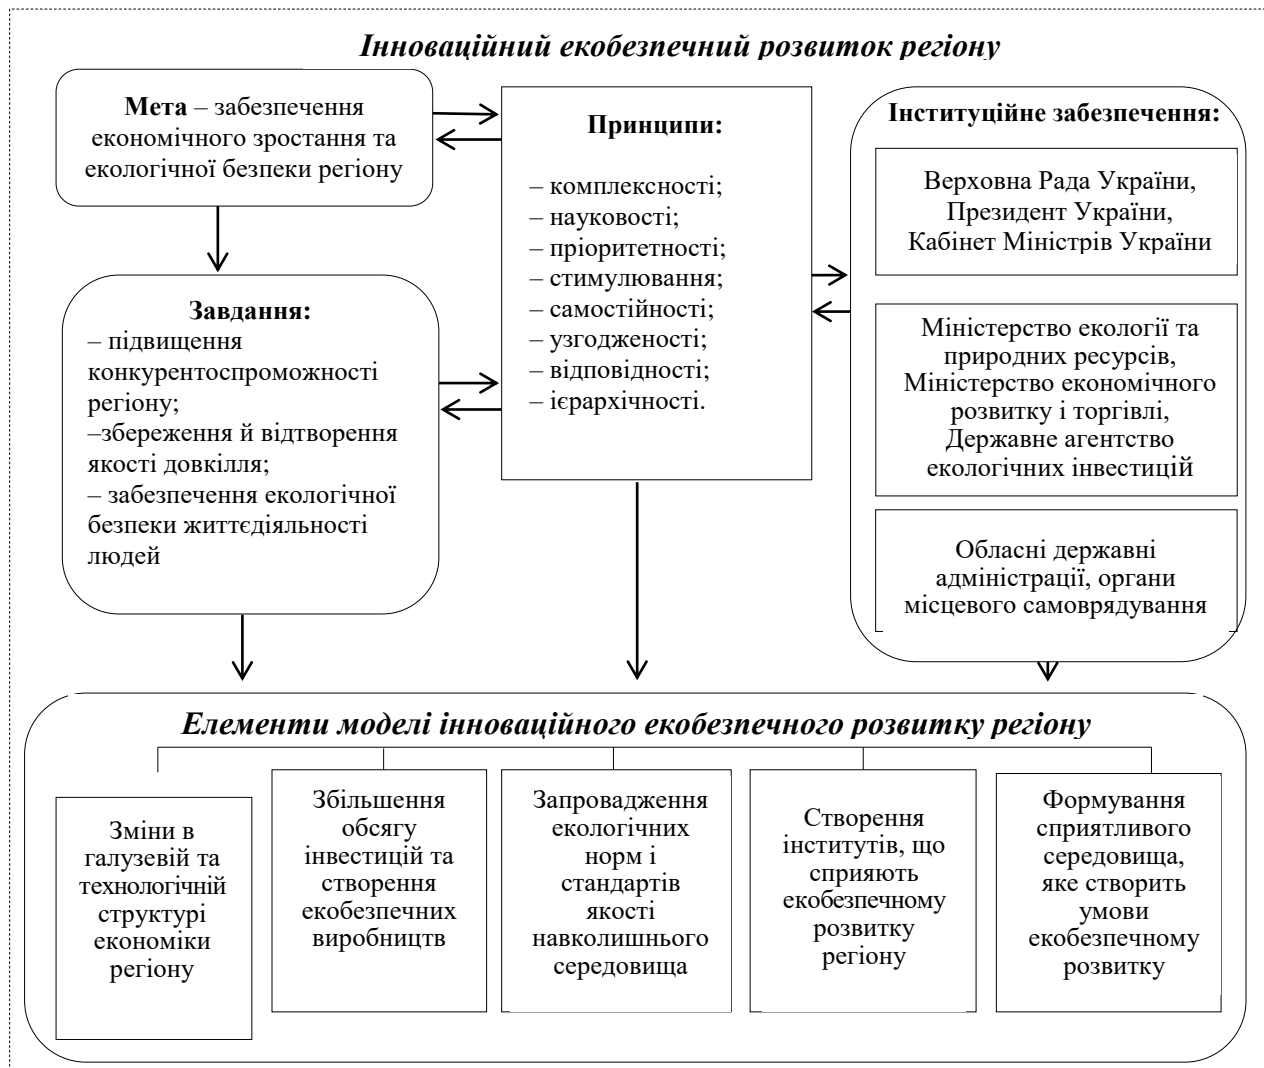 Інноваційний екобезпечний розвиток регіону
Мета – забезпечення
економічного зростання та
екологічної безпеки регіону
Завдання:
– підвищення
конкурентоспроможності
регіону;
–збереження й відтворення
якості довкілля;
– забезпечення екологічної
безпеки життєдіяльності
людей
Принципи:
– комплексності;
– науковості;
– пріоритетності;
– стимулювання;
– самостійності;
– узгодженості;
– відповідності;
– ієрархічності.
Інституційне забезпечення:
Верховна Рада України,
Президент України,
Кабінет Міністрів України
Міністерство екології та
природних ресурсів,
Міністерство економічного
розвитку і торгівлі,
Державне агентство
екологічних інвестицій
Обласні державні
адміністрації, органи
місцевого самоврядування
Елементи моделі інноваційного екобезпечного розвитку регіону
Зміни в
галузевій та
технологічній
структурі
економіки
регіону
Збільшення
обсягу
інвестицій та
створення
екобезпечних
виробництв
Запровадження
екологічних
норм і
стандартів
якості
навколишнього
середовища
Створення
інститутів, що
сприяють
екобезпечному
розвитку
регіону
Формування
сприятливого
середовища,
яке створить
умови
екобезпечному
розвитку